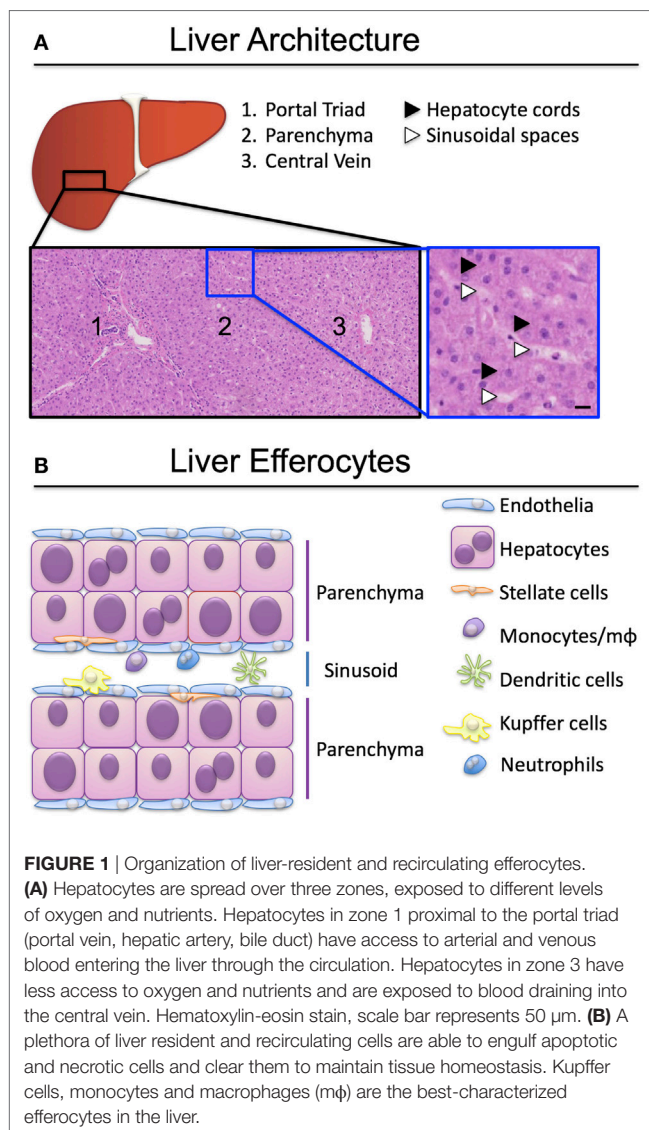 A
Liver Architecture
1. Portal Triad
2. Parenchyma
3. Central Vein
Hepatocyte cords
Sinusoidal spaces
1
2
3
B
Liver Efferocytes
Parenchyma
Sinusoid
Parenchyma
Endothelia
Hepatocytes
Stellate cells
Monocytes/mϕ
Dendritic cells
Kupffer cells
Neutrophils
FIGURE 1 | Organization of liver-resident and recirculating efferocytes.
(A) Hepatocytes are spread over three zones, exposed to different levels
of oxygen and nutrients. Hepatocytes in zone 1 proximal to the portal triad
(portal vein, hepatic artery, bile duct) have access to arterial and venous
blood entering the liver through the circulation. Hepatocytes in zone 3 have
less access to oxygen and nutrients and are exposed to blood draining into
the central vein. Hematoxylin-eosin stain, scale bar represents 50 µm. (B) A
plethora of liver resident and recirculating cells are able to engulf apoptotic
and necrotic cells and clear them to maintain tissue homeostasis. Kupffer
cells, monocytes and macrophages (mϕ) are the best-characterized
efferocytes in the liver.